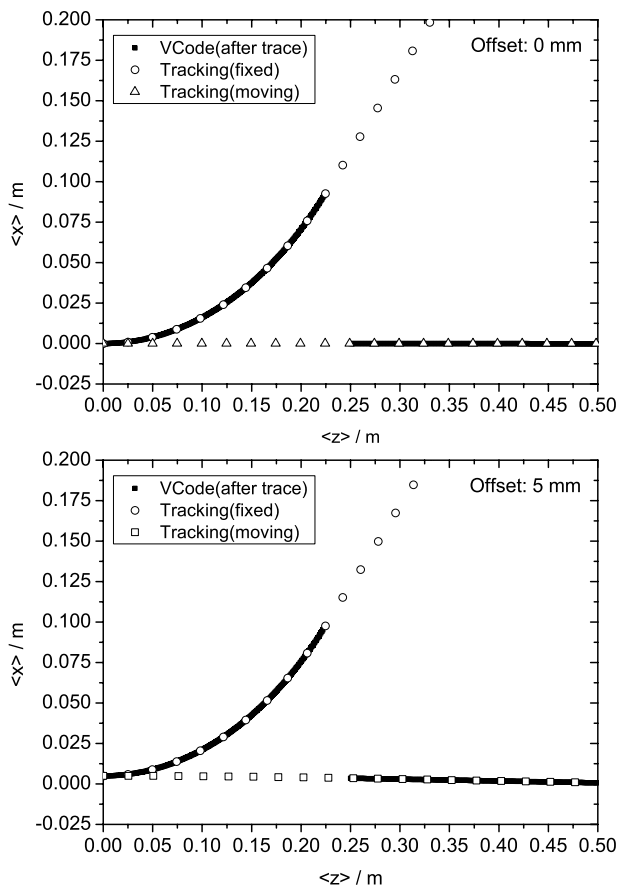 0.200
VCode(after trace)
Offset: 0 mm
Tracking(fixed)
0.175
Tracking(moving)
0.150
0.125
0.100
<x> / m
0.075
0.050
0.025
0.000
-0.025
0.00 0.05 0.10 0.15 0.20 0.25 0.30 0.35 0.40 0.45 0.50
<z> / m
0.200
VCode(after trace)
Offset: 5 mm
Tracking(fixed)
0.175
Tracking(moving)
0.150
0.125
0.100
<x> / m
0.075
0.050
0.025
0.000
-0.025
0.00 0.05 0.10 0.15 0.20 0.25 0.30 0.35 0.40 0.45 0.50
<z> / m